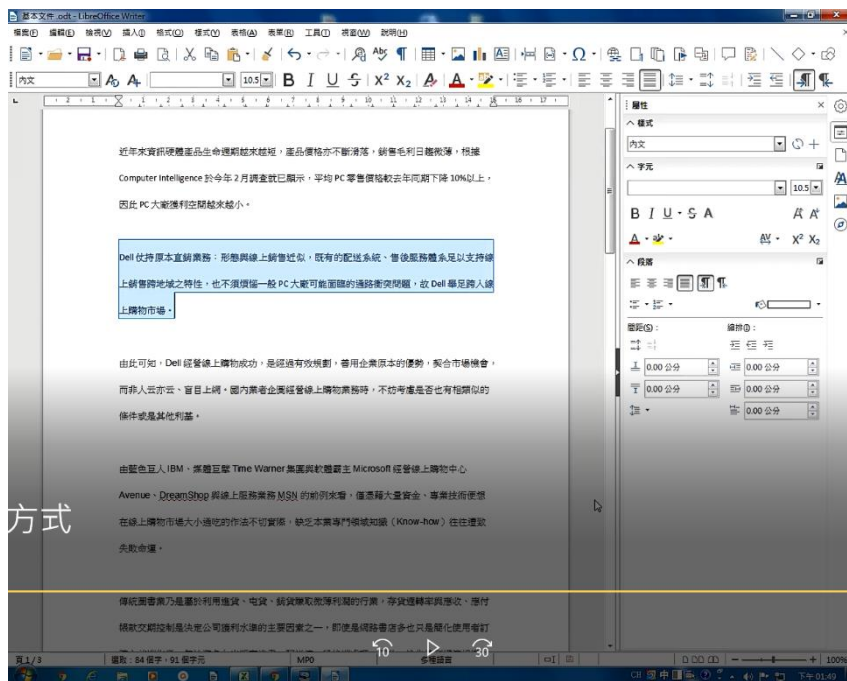 基本文件 .odt - LibreOffice Writer
檔案(F) 編輯(E) 檢視(V) 插入(I) 格式(O) 樣式(Y) 表格(A) 表單(R) 工具(T) 視窗(W) 說明(H)
內文 10.5
屬性
樣式
內文
字元
10.5
段落
間距(S): 縮排(I):
0.00 公分 0.00 公分
0.00 公分 0.00 公分
0.00 公分
近年來資訊硬體產品生命週期越來越短，產品價格亦不斷滑落，銷售毛利日趨微薄，根據
Computer Intelligence 於今年 2 月調查就已顯示，平均 PC 零售價格較去年同期下降 10%以上，
因此 PC 大廠獲利空間越來越小。
Dell 仗持原本直銷業務：形態與線上銷售近似，既有的配送系統、售後服務體系足以支持線
上銷售跨地域之特性，也不須煩惱一般 PC 大廠可能面臨的通路衝突問題，故 Dell 舉足跨入線
上購物市場。
由此可知，Dell 經營線上購物成功，是經過有效規劃，善用企業原本的優勢，契合市場機會，
而非人云亦云、盲目上網。國內業者企圖經營線上購物業務時，不妨考慮是否也有相類似的
條件或是其他利基。
由藍色巨人 IBM、媒體巨擘 Time Warner 集團與軟體霸主 Microsoft 經營線上購物中心
Avenue、DreamShop 與線上服務業務 MSN 的前例來看，僅憑藉大量資金、專業技術便想
在線上購物市場大小通吃的作法不切實際，缺乏本業專門領域知識（Know-how）往往遭致
失敗命運。
方式
傳統圖書業乃是基於利用進貨、屯貨、銷貨賺取微薄利潤的行業，存貨週轉率與應收、應付
帳款交期控制是決定公司獲利水準的主要因素之一，即使是網路書店多也只是簡化使用者訂
10 30
頁 1 / 3 選取：84 個字，91 個字元 MP0 多種語言 100%
CH 下午 01:49